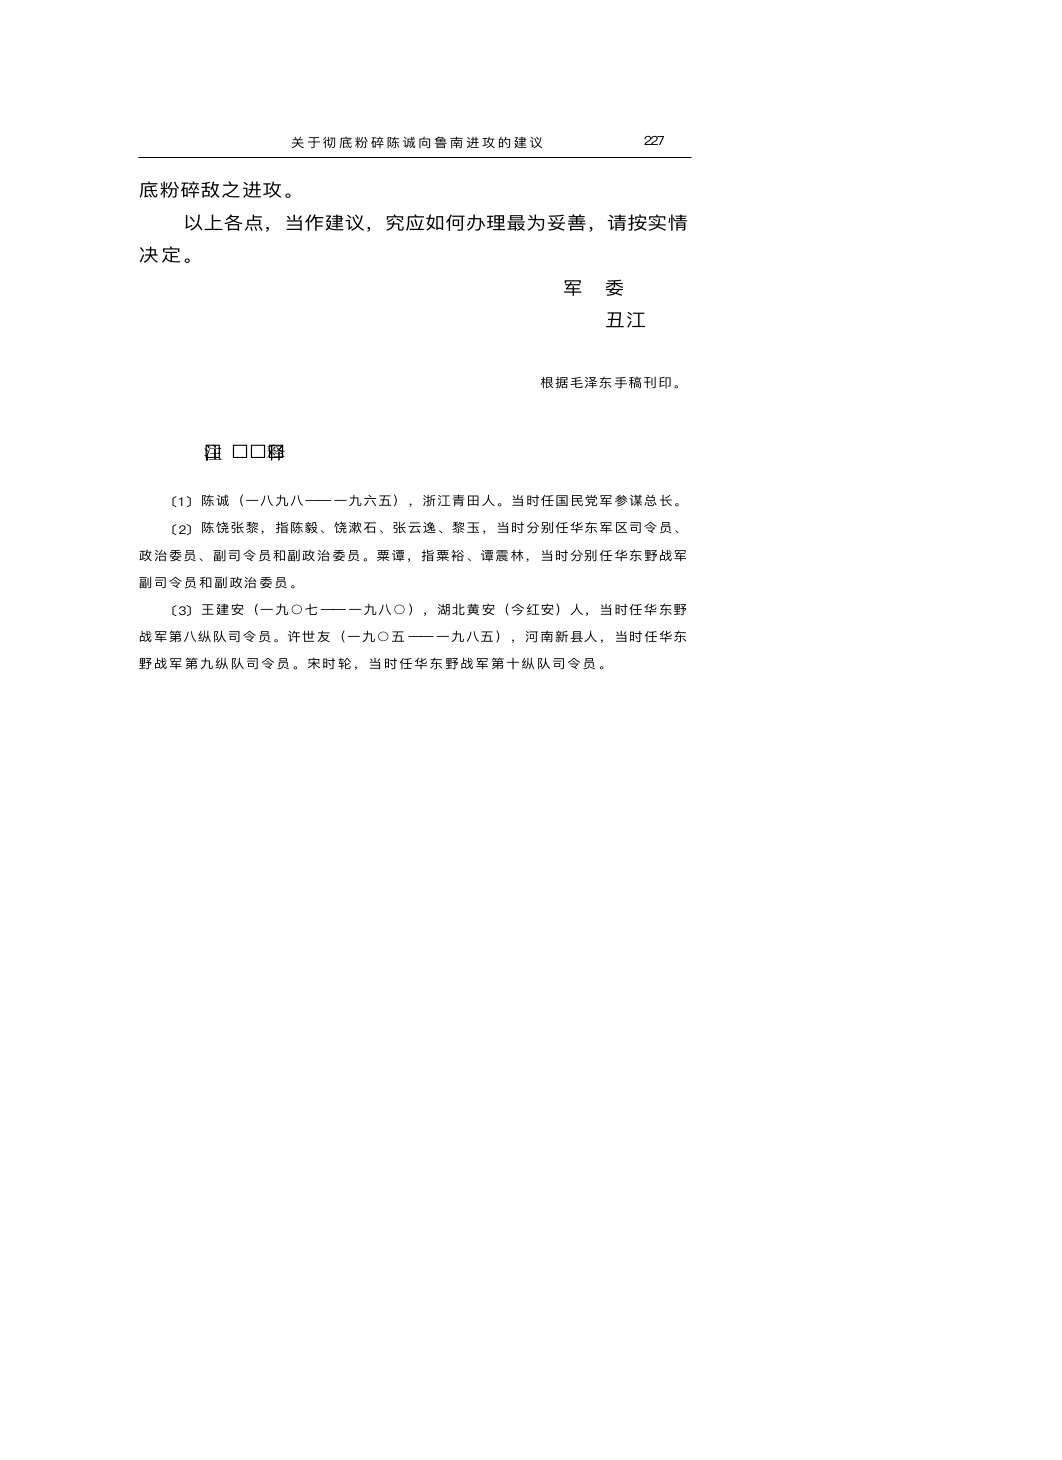 关于彻底粉碎陈诚向鲁南进攻的建议 227
底粉碎敌之进攻。
以上各点，当作建议，究应如何办理最为妥善，请按实情
决定。
军 委
丑江
根据毛泽东手稿刊印。
注 □□释
〔1〕陈诚（一八九八——一九六五），浙江青田人。当时任国民党军参谋总长。
〔2〕陈饶张黎，指陈毅、饶漱石、张云逸、黎玉，当时分别任华东军区司令员、
政治委员、副司令员和副政治委员。粟谭，指粟裕、谭震林，当时分别任华东野战军
副司令员和副政治委员。
〔3〕王建安（一九〇七——一九八〇），湖北黄安（今红安）人，当时任华东野
战军第八纵队司令员。许世友（一九〇五——一九八五），河南新县人，当时任华东
野战军第九纵队司令员。宋时轮，当时任华东野战军第十纵队司令员。